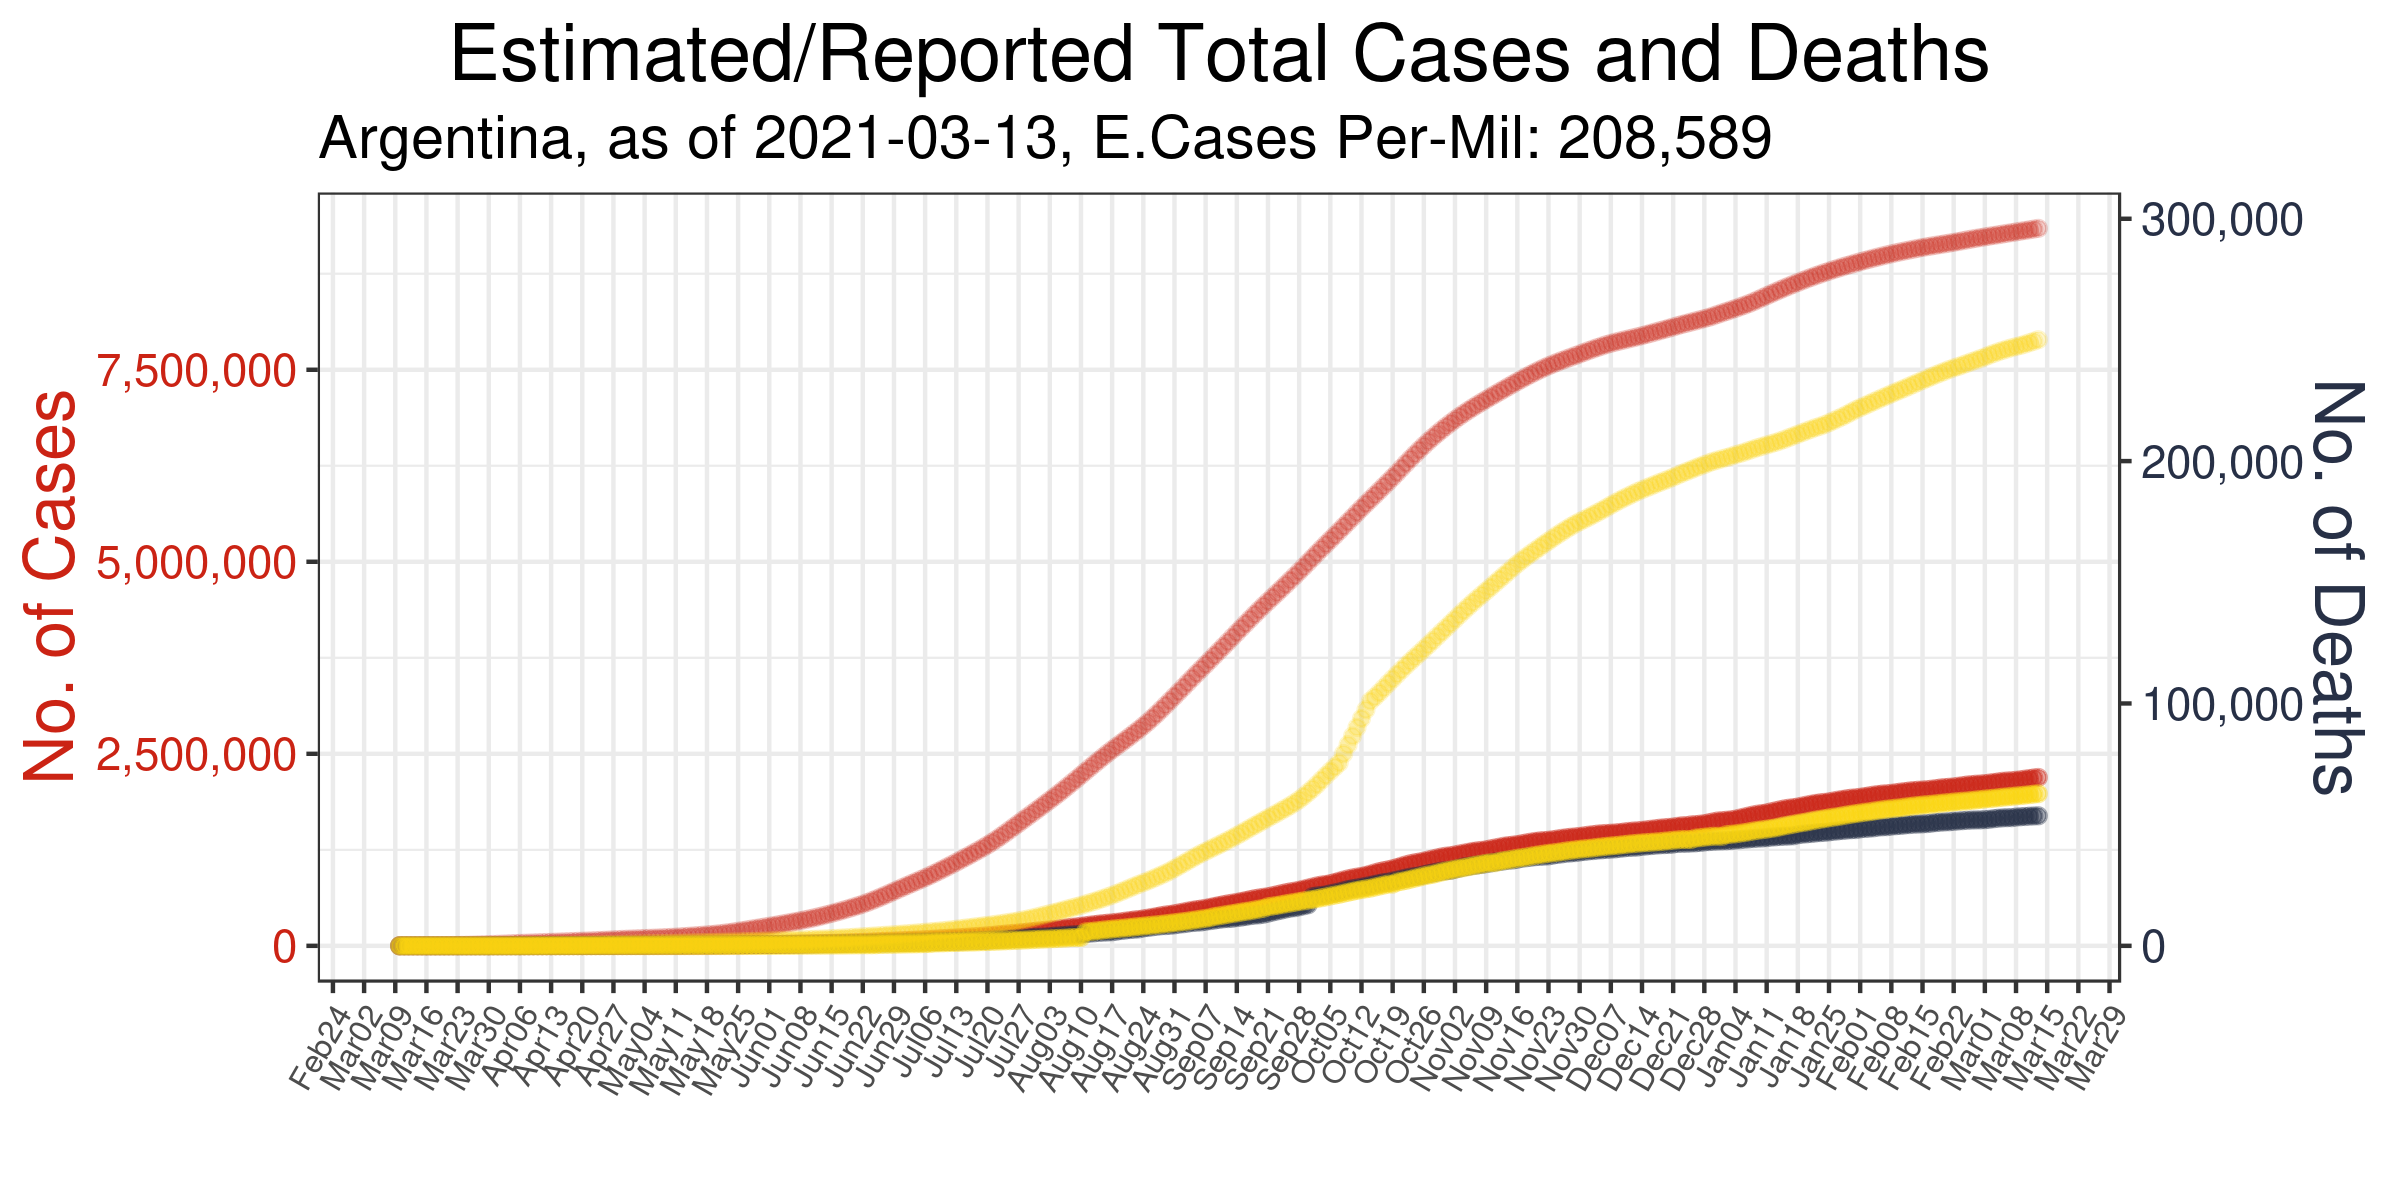 Estimated/Reported Total Cases and Deaths
Argentina, as of 2021-03-13, E.Cases Per-Mil: 208,589
No. of Cases
7,500,000
5,000,000
2,500,000
0
300,000
200,000
100,000
0
No. of Deaths
Feb24
Mar02
Mar09
Mar16
Mar23
Mar30
Apr06
Apr13
Apr20
Apr27
May04
May11
May18
May25
Jun01
Jun08
Jun15
Jun22
Jun29
Jul06
Jul13
Jul20
Jul27
Aug03
Aug10
Aug17
Aug24
Aug31
Sep07
Sep14
Sep21
Sep28
Oct05
Oct12
Oct19
Oct26
Nov02
Nov09
Nov16
Nov23
Nov30
Dec07
Dec14
Dec21
Dec28
Jan04
Jan11
Jan18
Jan25
Feb01
Feb08
Feb15
Feb22
Mar01
Mar08
Mar15
Mar22
Mar29